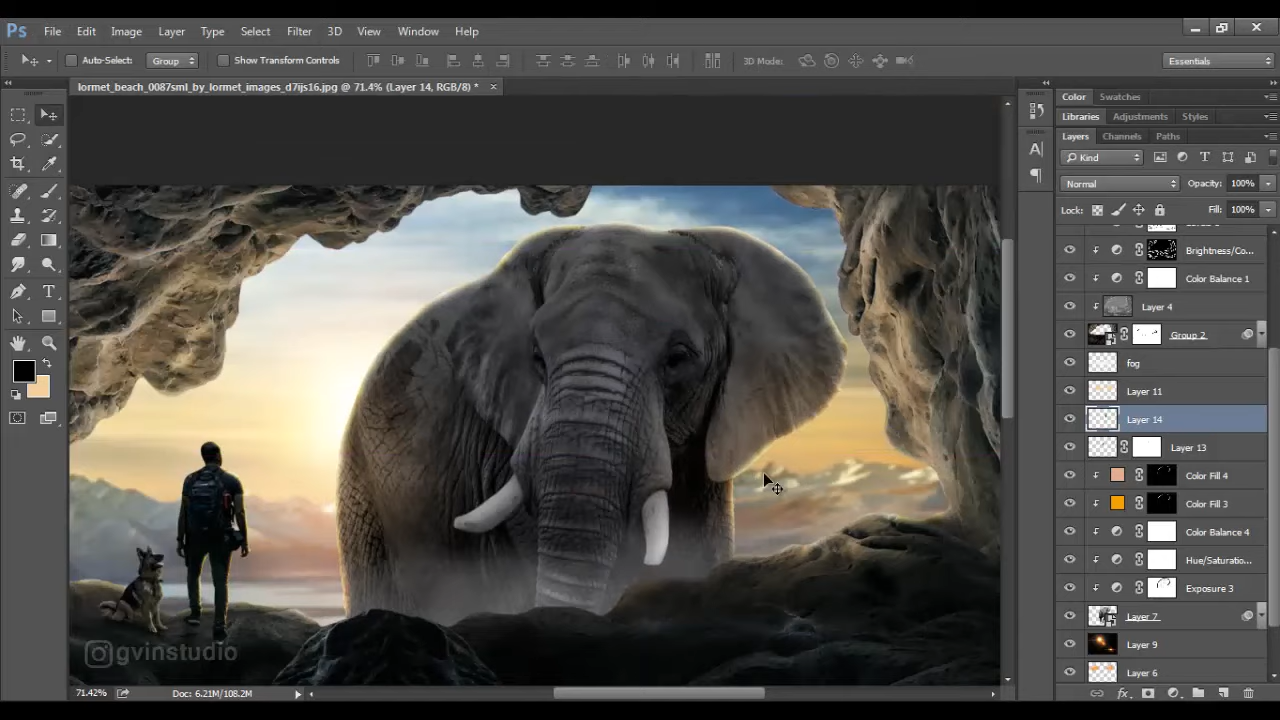 Ps File Edit Image Layer Type Select Filter 3D View Window Help
Auto-Select: Group Show Transform Controls 3D Mode: Essentials
lormet_beach_0087sml_by_lormet_images_d7ijs16.jpg @ 71.4% (Layer 14, RGB/8) *
Color Swatches
Libraries Adjustments Styles
Layers Channels Paths
Kind
Normal Opacity: 100%
Lock: Fill: 100%
Brightness/Co...
Color Balance 1
Layer 4
Group 2
fog
Layer 11
Layer 14
Layer 13
Color Fill 4
Color Fill 3
Color Balance 4
Hue/Saturatio...
Exposure 3
Layer 7
Layer 9
Layer 6
gvinstudio
71.42% Doc: 6.21M/108.2M